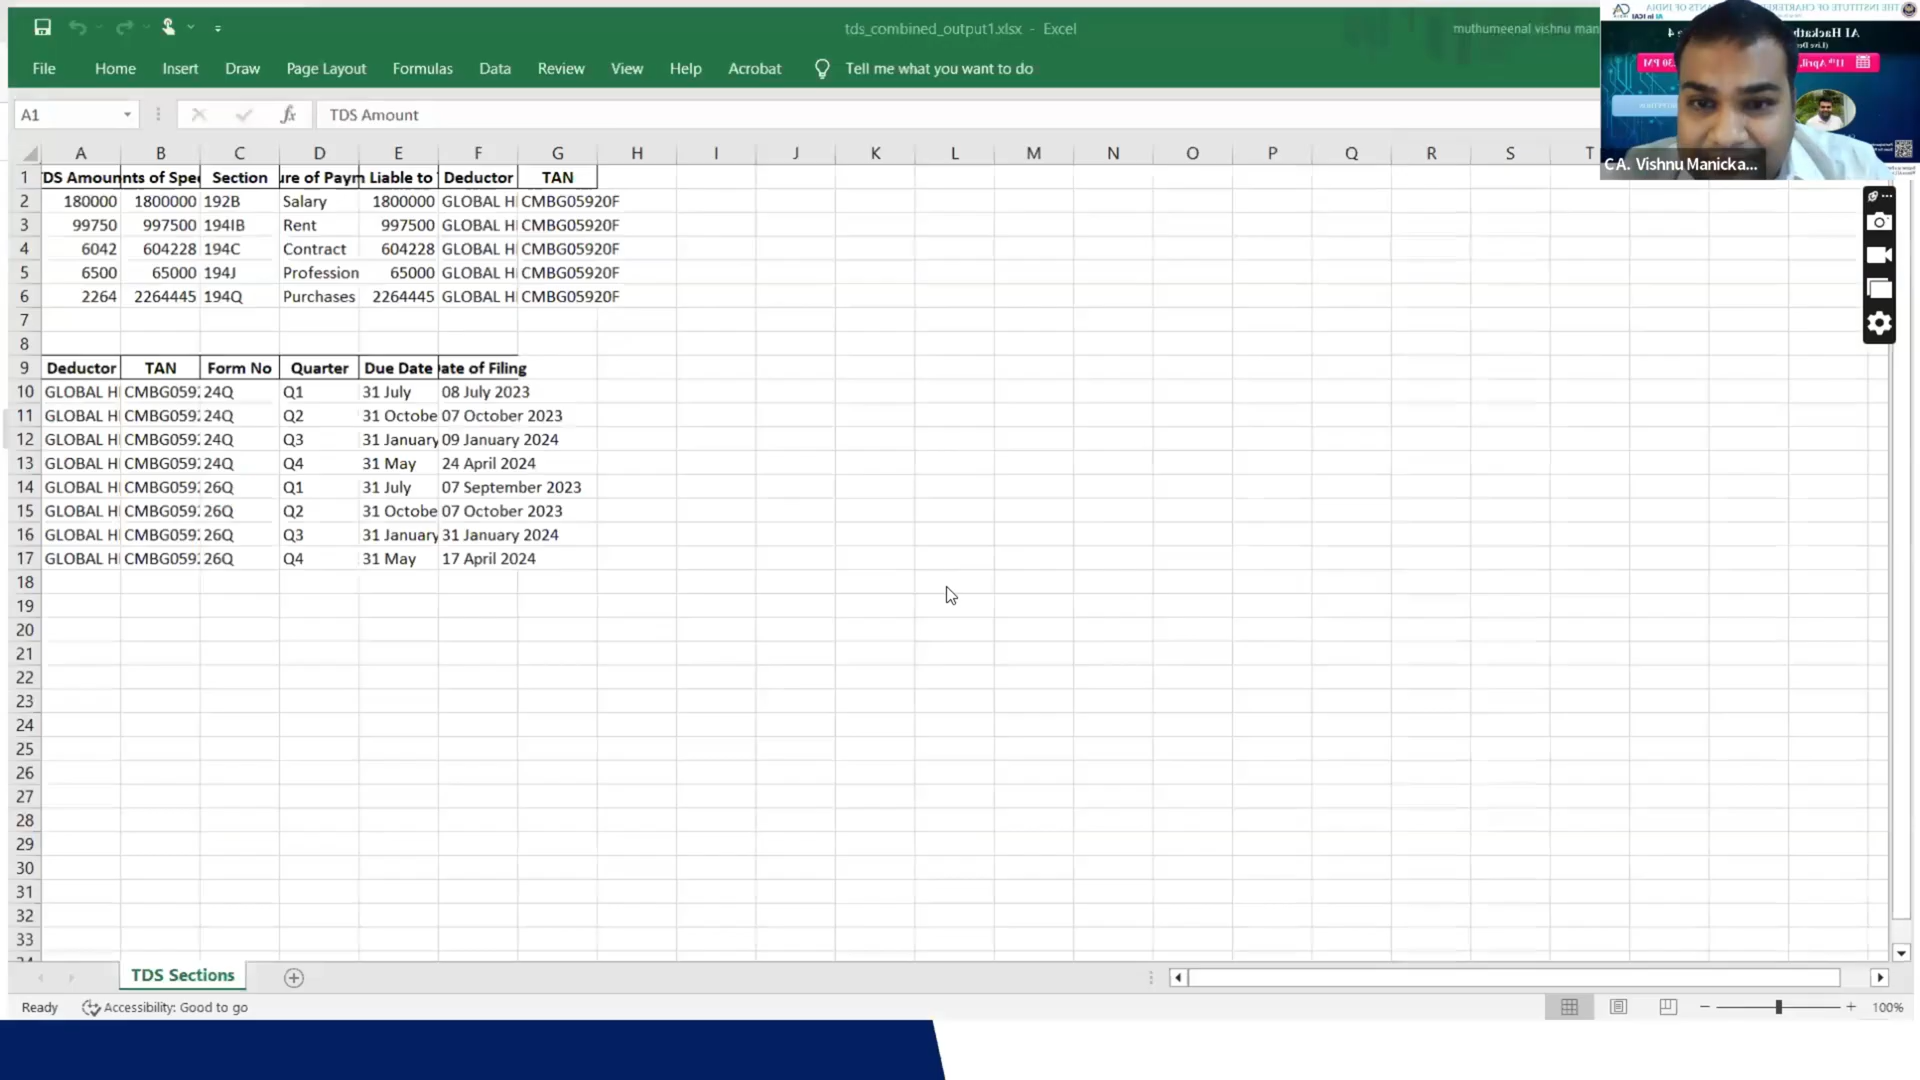 tds_combined_output1.xlsx - Excel
muthumeenal vishnu man
File Home Insert Draw Page Layout Formulas Data Review View Help Acrobat Tell me what you want to do
A1 fx TDS Amount
A B C D E F G H I J K L M N O P Q R S T
1 DS Amoun nts of Spe Section ure of Paym n Liable to Deductor TAN
2 180000 1800000 192B Salary 1800000 GLOBAL H CMBG05920F
3 99750 997500 194IB Rent 997500 GLOBAL H CMBG05920F
4 6042 604228 194C Contract 604228 GLOBAL H CMBG05920F
5 6500 65000 194J Profession 65000 GLOBAL H CMBG05920F
6 2264 2264445 194Q Purchases 2264445 GLOBAL H CMBG05920F
7
8
9 Deductor TAN Form No Quarter Due Date ate of Filing
10 GLOBAL H CMBG059 24Q Q1 31 July 08 July 2023
11 GLOBAL H CMBG059 24Q Q2 31 Octobe 07 October 2023
12 GLOBAL H CMBG059 24Q Q3 31 January 09 January 2024
13 GLOBAL H CMBG059 24Q Q4 31 May 24 April 2024
14 GLOBAL H CMBG059 26Q Q1 31 July 07 September 2023
15 GLOBAL H CMBG059 26Q Q2 31 Octobe 07 October 2023
16 GLOBAL H CMBG059 26Q Q3 31 January 31 January 2024
17 GLOBAL H CMBG059 26Q Q4 31 May 17 April 2024
18
19
20
21
22
23
24
25
26
27
28
29
30
31
32
33
TDS Sections
Ready Accessibility: Good to go 100%
CA. Vishnu Manicka...